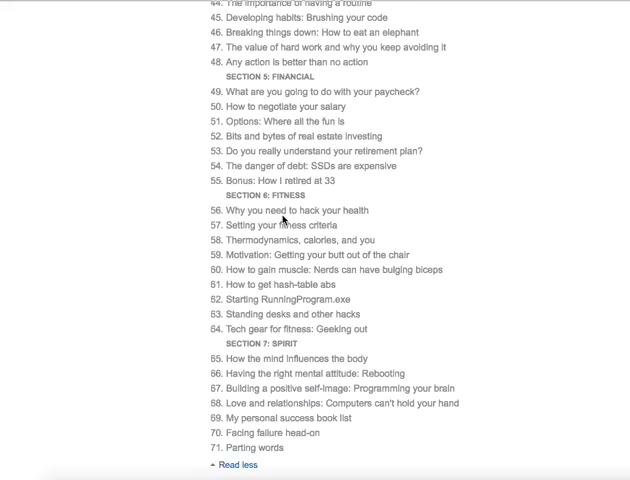 44. The importance of having a routine
45. Developing habits: Brushing your code
46. Breaking things down: How to eat an elephant
47. The value of hard work and why you keep avoiding it
48. Any action is better than no action
SECTION 5: FINANCIAL
49. What are you going to do with your paycheck?
50. How to negotiate your salary
51. Options: Where all the fun is
52. Bits and bytes of real estate investing
53. Do you really understand your retirement plan?
54. The danger of debt: SSDs are expensive
55. Bonus: How I retired at 33
SECTION 6: FITNESS
56. Why you need to hack your health
57. Setting your fitness criteria
58. Thermodynamics, calories, and you
59. Motivation: Getting your butt out of the chair
60. How to gain muscle: Nerds can have bulging biceps
61. How to get hash-table abs
62. Starting RunningProgram.exe
63. Standing desks and other hacks
64. Tech gear for fitness: Geeking out
SECTION 7: SPIRIT
65. How the mind influences the body
66. Having the right mental attitude: Rebooting
67. Building a positive self-image: Programming your brain
68. Love and relationships: Computers can't hold your hand
69. My personal success book list
70. Facing failure head-on
71. Parting words
Read less